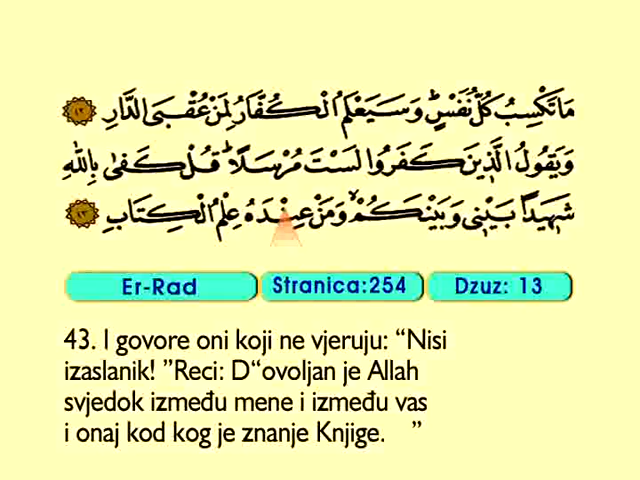 مَا تَكْسِبُ كُلُّ نَفْسٍ ۗ وَسَيَعْلَمُ الْكُفَّارُ لِمَنْ عُقْبَى الدَّارِ ٤٢
وَيَقُولُ الَّذِينَ كَفَرُوا لَسْتَ مُرْسَلًا ۚ قُلْ كَفَىٰ بِاللَّهِ
شَهِيدًا بَيْنِي وَبَيْنَكُمْ وَمَنْ عِنْدَهُ عِلْمُ الْكِتَابِ ٤٣
Er-Rad Stranica:254 Dzuz: 13
43. I govore oni koji ne vjeruju: “Nisi
izaslanik! ”Reci: D“ovoljan je Allah
svjedok između mene i između vas
i onaj kod kog je znanje Knjige. ”